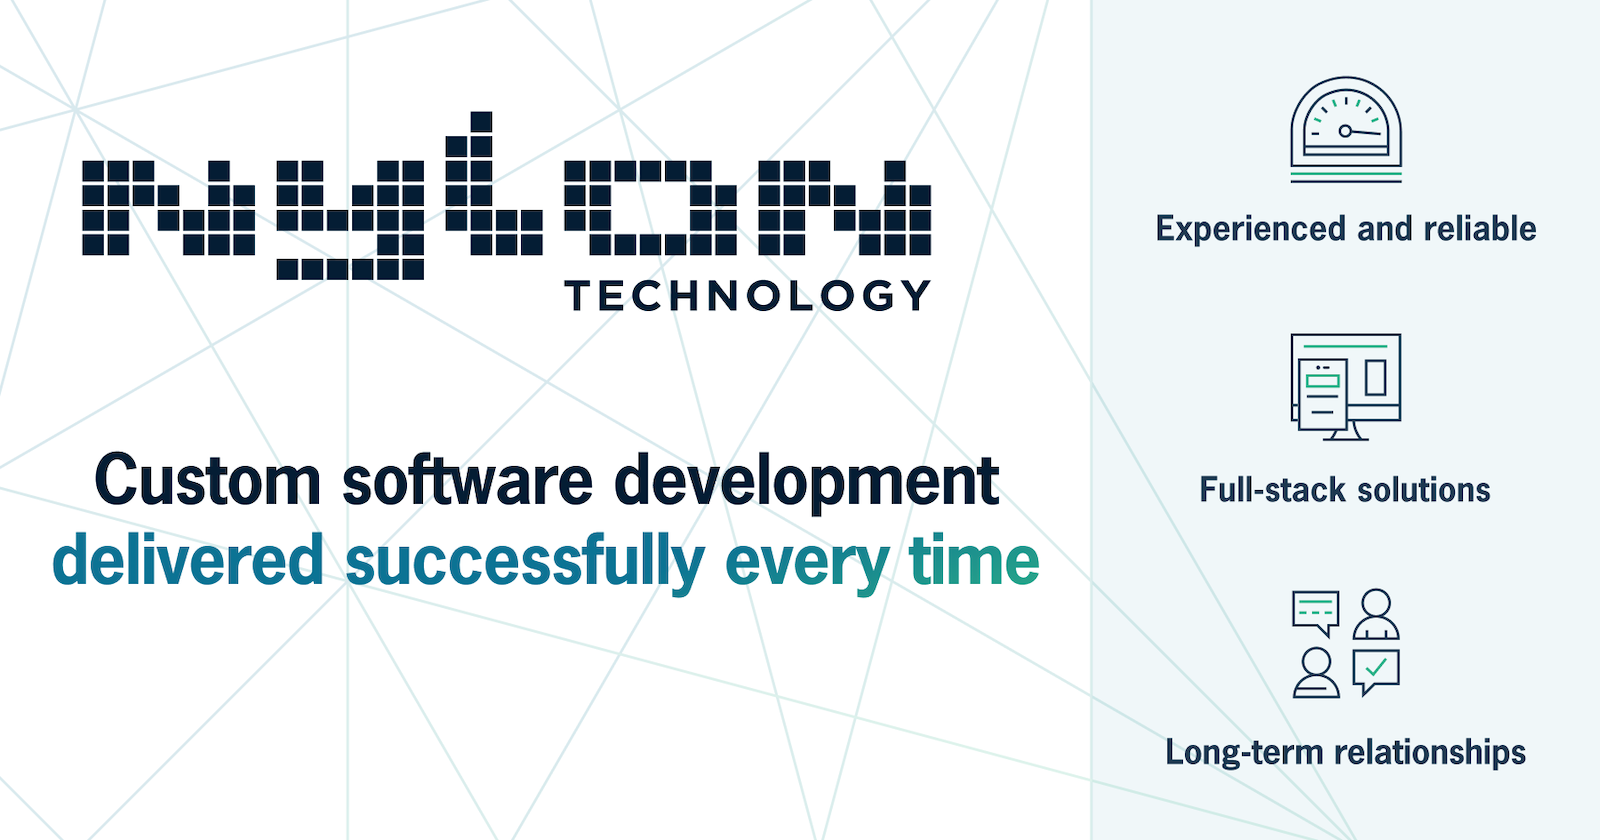 NyLON
TECHNOLOGY
Custom software development
delivered successfully every time
Experienced and reliable
Full-stack solutions
Long-term relationships